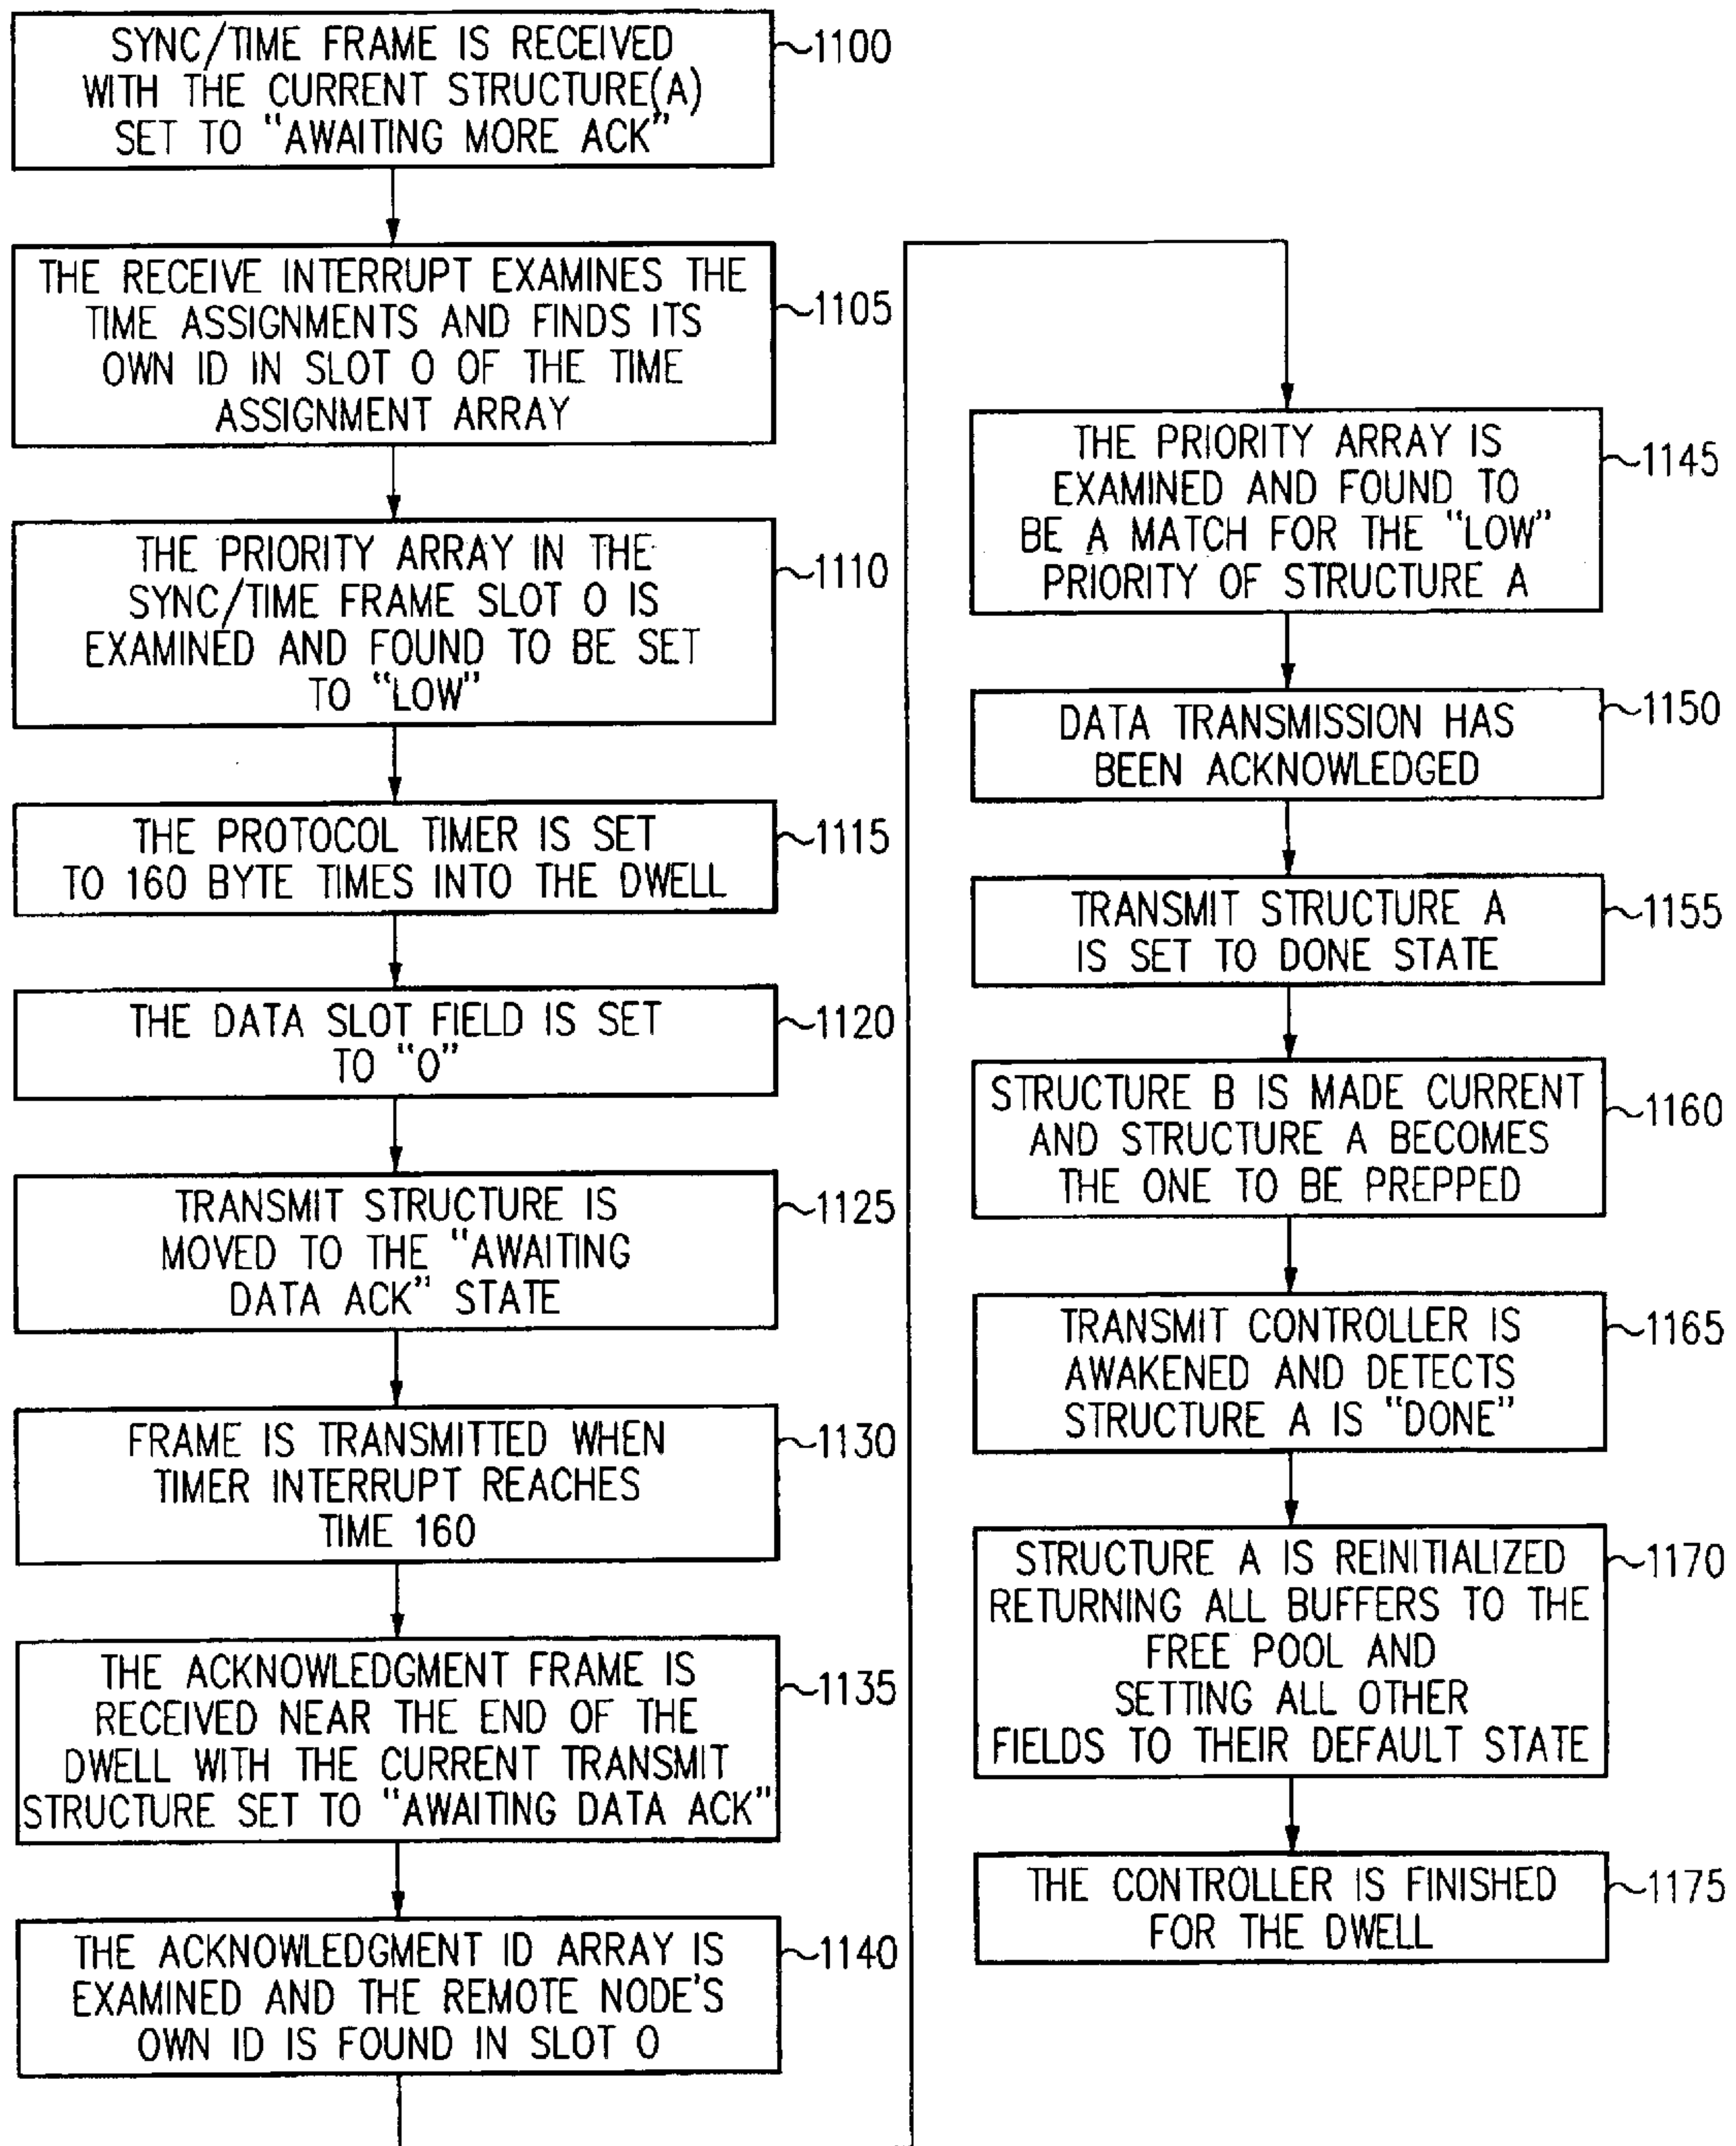 SYNC/TIME FRAME IS RECEIVED
WITH THE CURRENT STRUCTURE(A)
SET TO "AWAITING MORE ACK"
1100
THE RECEIVE INTERRUPT EXAMINES THE
TIME ASSIGNMENTS AND FINDS ITS
OWN ID IN SLOT 0 OF THE TIME
ASSIGNMENT ARRAY
1105
THE PRIORITY ARRAY IN THE
SYNC/TIME FRAME SLOT 0 IS
EXAMINED AND FOUND TO BE SET
TO "LOW"
1110
THE PROTOCOL TIMER IS SET
TO 160 BYTE TIMES INTO THE DWELL
1115
THE DATA SLOT FIELD IS SET
TO "0"
1120
TRANSMIT STRUCTURE IS
MOVED TO THE "AWAITING
DATA ACK" STATE
1125
FRAME IS TRANSMITTED WHEN
TIMER INTERRUPT REACHES
TIME 160
1130
THE ACKNOWLEDGMENT FRAME IS
RECEIVED NEAR THE END OF THE
DWELL WITH THE CURRENT TRANSMIT
STRUCTURE SET TO "AWAITING DATA ACK"
1135
THE ACKNOWLEDGMENT ID ARRAY IS
EXAMINED AND THE REMOTE NODE'S
OWN ID IS FOUND IN SLOT 0
1140
THE PRIORITY ARRAY IS
EXAMINED AND FOUND TO
BE A MATCH FOR THE "LOW"
PRIORITY OF STRUCTURE A
1145
DATA TRANSMISSION HAS
BEEN ACKNOWLEDGED
1150
TRANSMIT STRUCTURE A
IS SET TO DONE STATE
1155
STRUCTURE B IS MADE CURRENT
AND STRUCTURE A BECOMES
THE ONE TO BE PREPPED
1160
TRANSMIT CONTROLLER IS
AWAKENED AND DETECTS
STRUCTURE A IS "DONE"
1165
STRUCTURE A IS REINITIALIZED
RETURNING ALL BUFFERS TO THE
FREE POOL AND
SETTING ALL OTHER
FIELDS TO THEIR DEFAULT STATE
1170
THE CONTROLLER IS FINISHED
FOR THE DWELL
1175